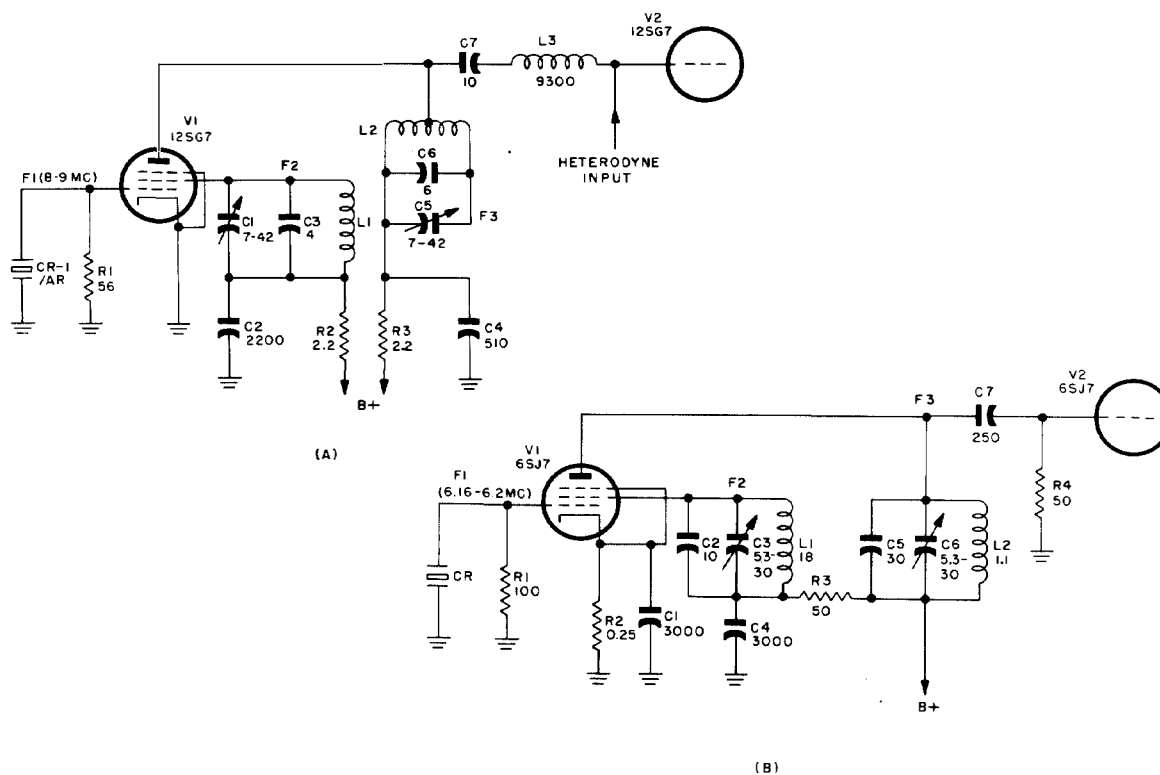 V2
12SG7
C7
10
L3
9300
HETERODYNE
INPUT
V1
12SG7
F1(8-9 MC)
CR-1
/AR
R1
56
F2
C1
7-42
C3
4
L1
C2
2200
R2
2.2
L2
C6
6
C5
7-42
F3
R3
2.2
C4
510
B+
(A)
V2
6SJ7
F3
C7
250
R4
50
V1
6SJ7
F1
(6.16-6.2MC)
CR
R1
100
R2
0.25
C1
3000
F2
C2
10
C3
53-
30
L1
18
C4
3000
R3
50
C5
30
C6
5.3-
30
L2
1.1
B+
(B)